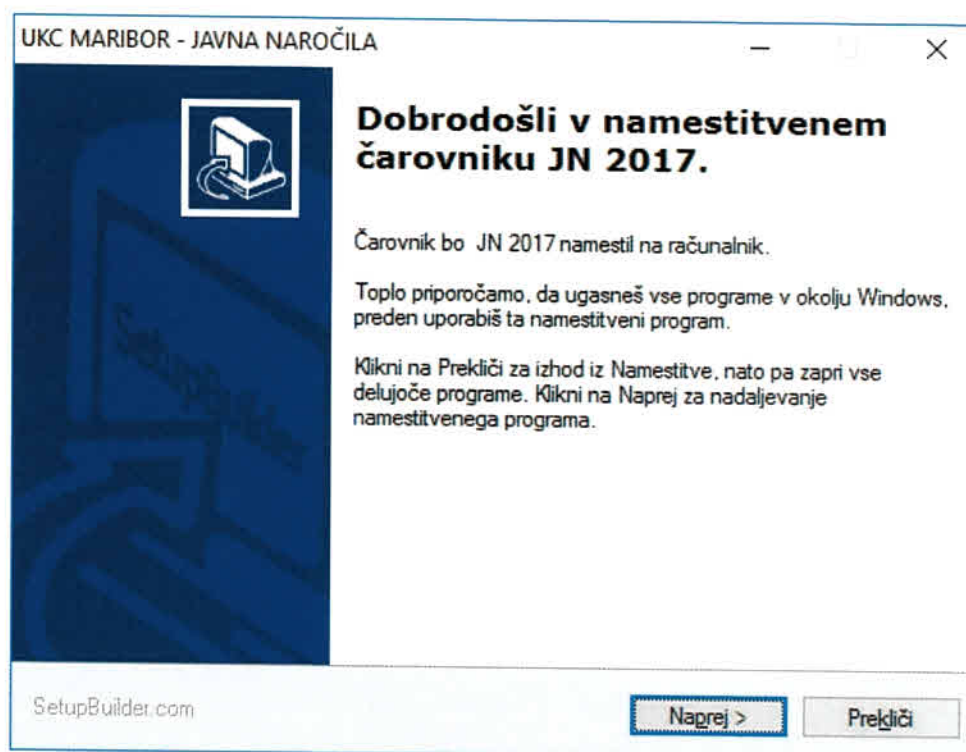 UKC MARIBOR - JAVNA NAROČILA
Dobrodošli v namestitvenem
čarovniku JN 2017.
Čarovnik bo JN 2017 namestil na računalnik.
Toplo priporočamo, da ugasneš vse programe v okolju Windows,
preden uporabiš ta namestitveni program.
Klikni na Prekliči za izhod iz Namestitve, nato pa zapri vse
delujoče programe. Klikni na Naprej za nadaljevanje
namestitvenega programa.
SetupBuilder
SetupBuilder.com
Naprej >
Prekliči